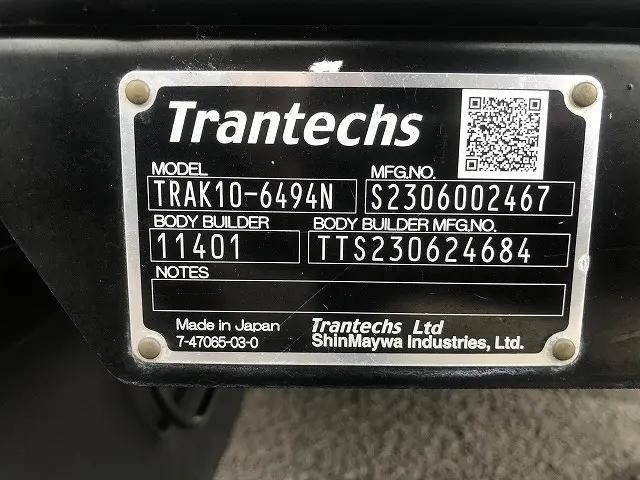 Trantechs
MODEL MFG.NO.
TRAK10-6494N S2306002467
BODY BUILDER BODY BUILDER MFG.NO.
11401 TTS230624684
NOTES
Made in Japan Trantechs Ltd
7-47065-03-0 ShinMaywa Industries, Ltd.